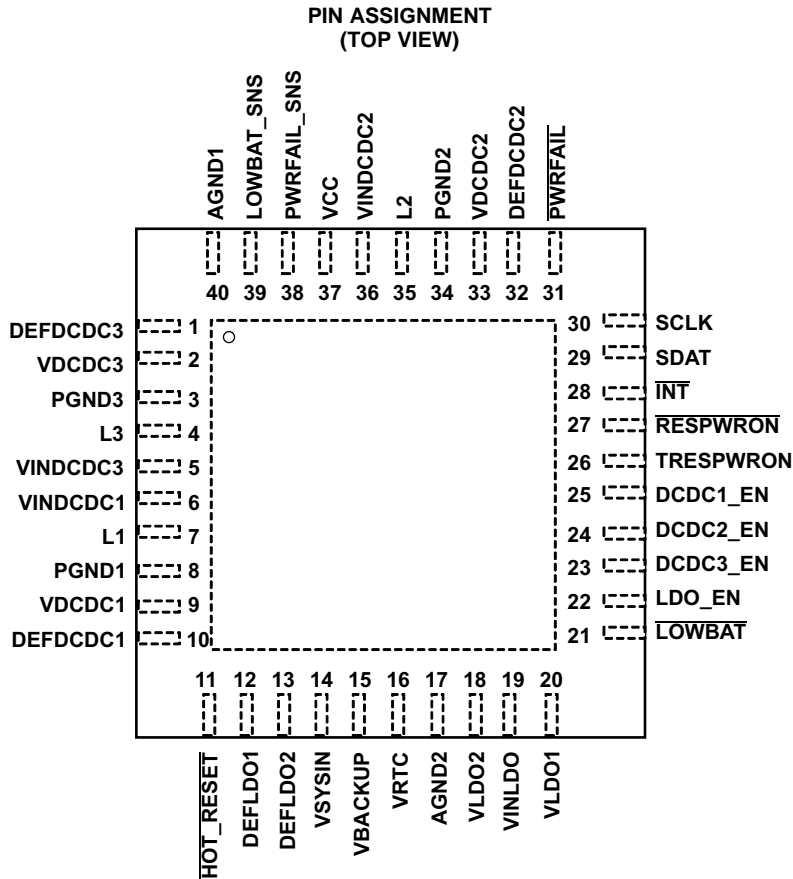 PIN ASSIGNMENT
(TOP VIEW)
AGND1
LOWBAT_SNS
PWRFAIL_SNS
VCC
VINDCDC2
L2
PGND2
VDCDC2
DEFDCDC2
PWRFAIL
40 39 38 37 36 35 34 33 32 31
DEFDCDC3 1
VDCDC3 2
PGND3 3
L3 4
VINDCDC3 5
VINDCDC1 6
L1 7
PGND1 8
VDCDC1 9
DEFDCDC1 10
30 SCLK
29 SDAT
28 INT
27 RESPWRON
26 TRESPWRON
25 DCDC1_EN
24 DCDC2_EN
23 DCDC3_EN
22 LDO_EN
21 LOWBAT
11 12 13 14 15 16 17 18 19 20
HOT_RESET
DEFLDO1
DEFLDO2
VSYSIN
VBACKUP
VRTC
AGND2
VLDO2
VINLDO
VLDO1